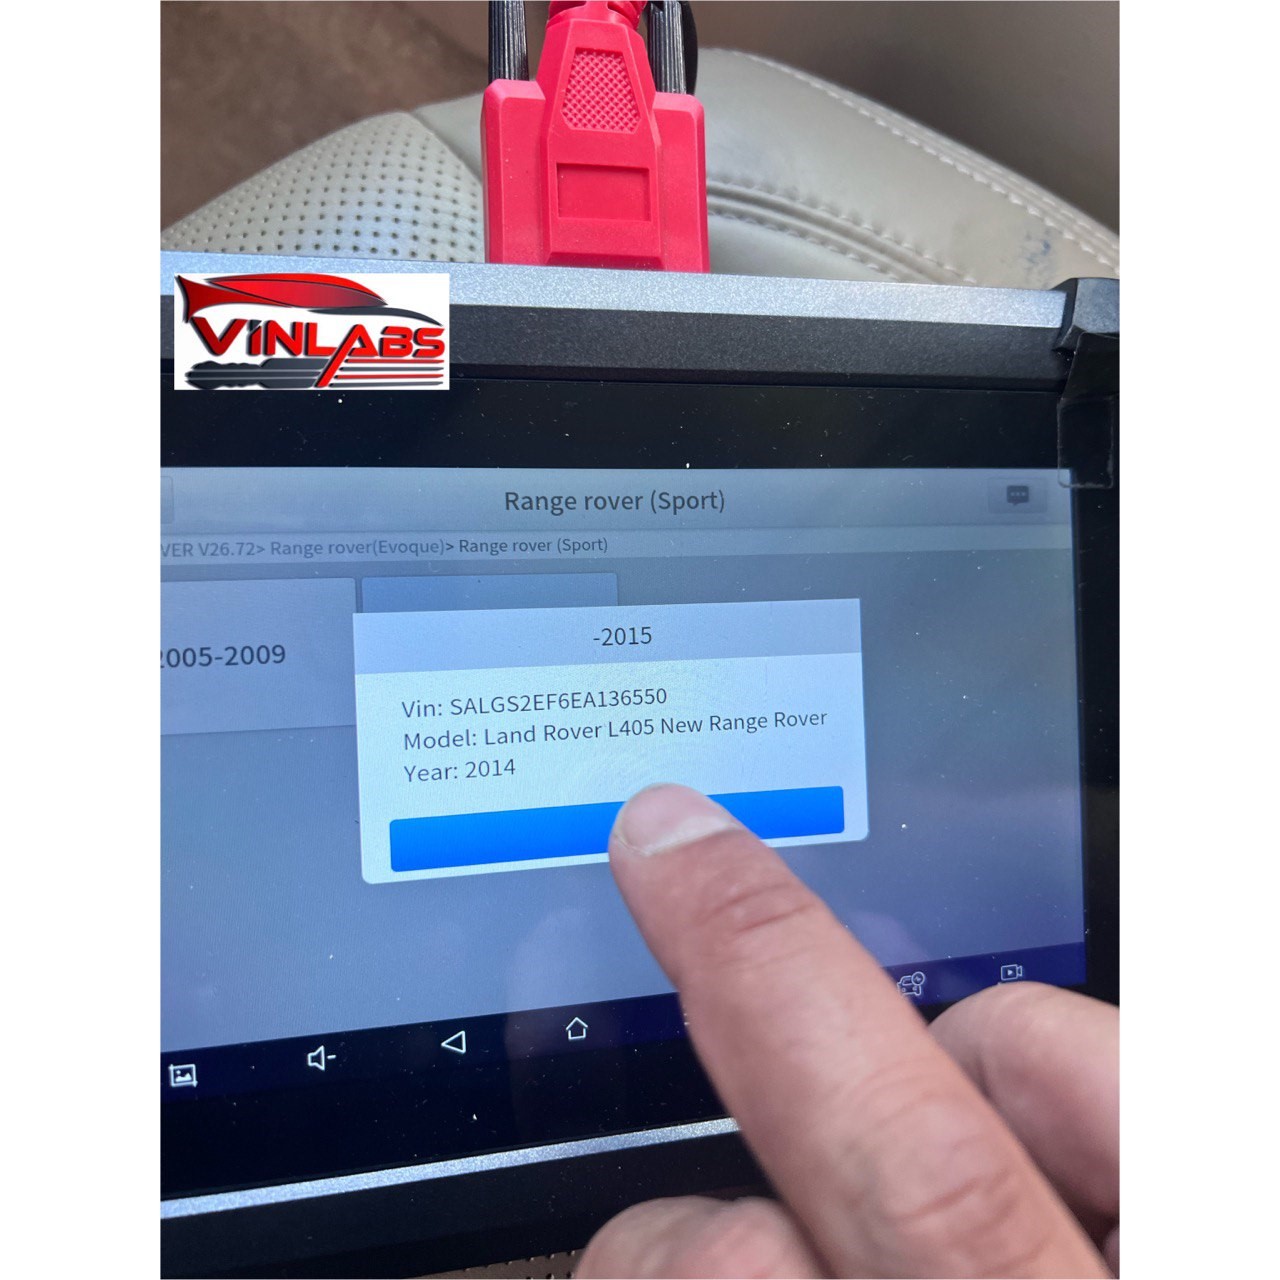 VINLABS
Range rover (Sport)
VER V26.72> Range rover(Evoque)> Range rover (Sport)
2005-2009
-2015
Vin: SALGS2EF6EA136550
Model: Land Rover L405 New Range Rover
Year: 2014